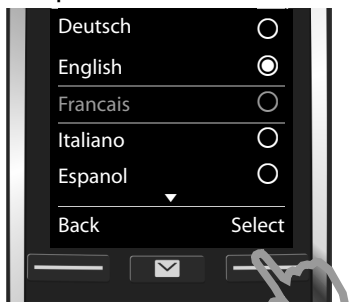 Deutsch
English
Francais
Italiano
Espanol
Back Select